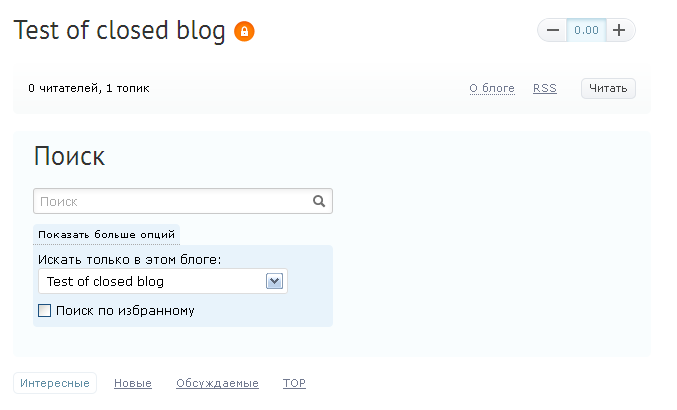 Test of closed blog
0.00
0 читателей, 1 топик
О блоге RSS Читать
Поиск
Поиск
Показать больше опций
Искать только в этом блоге:
Test of closed blog
Поиск по избранному
Интересные Новые Обсуждаемые TOP